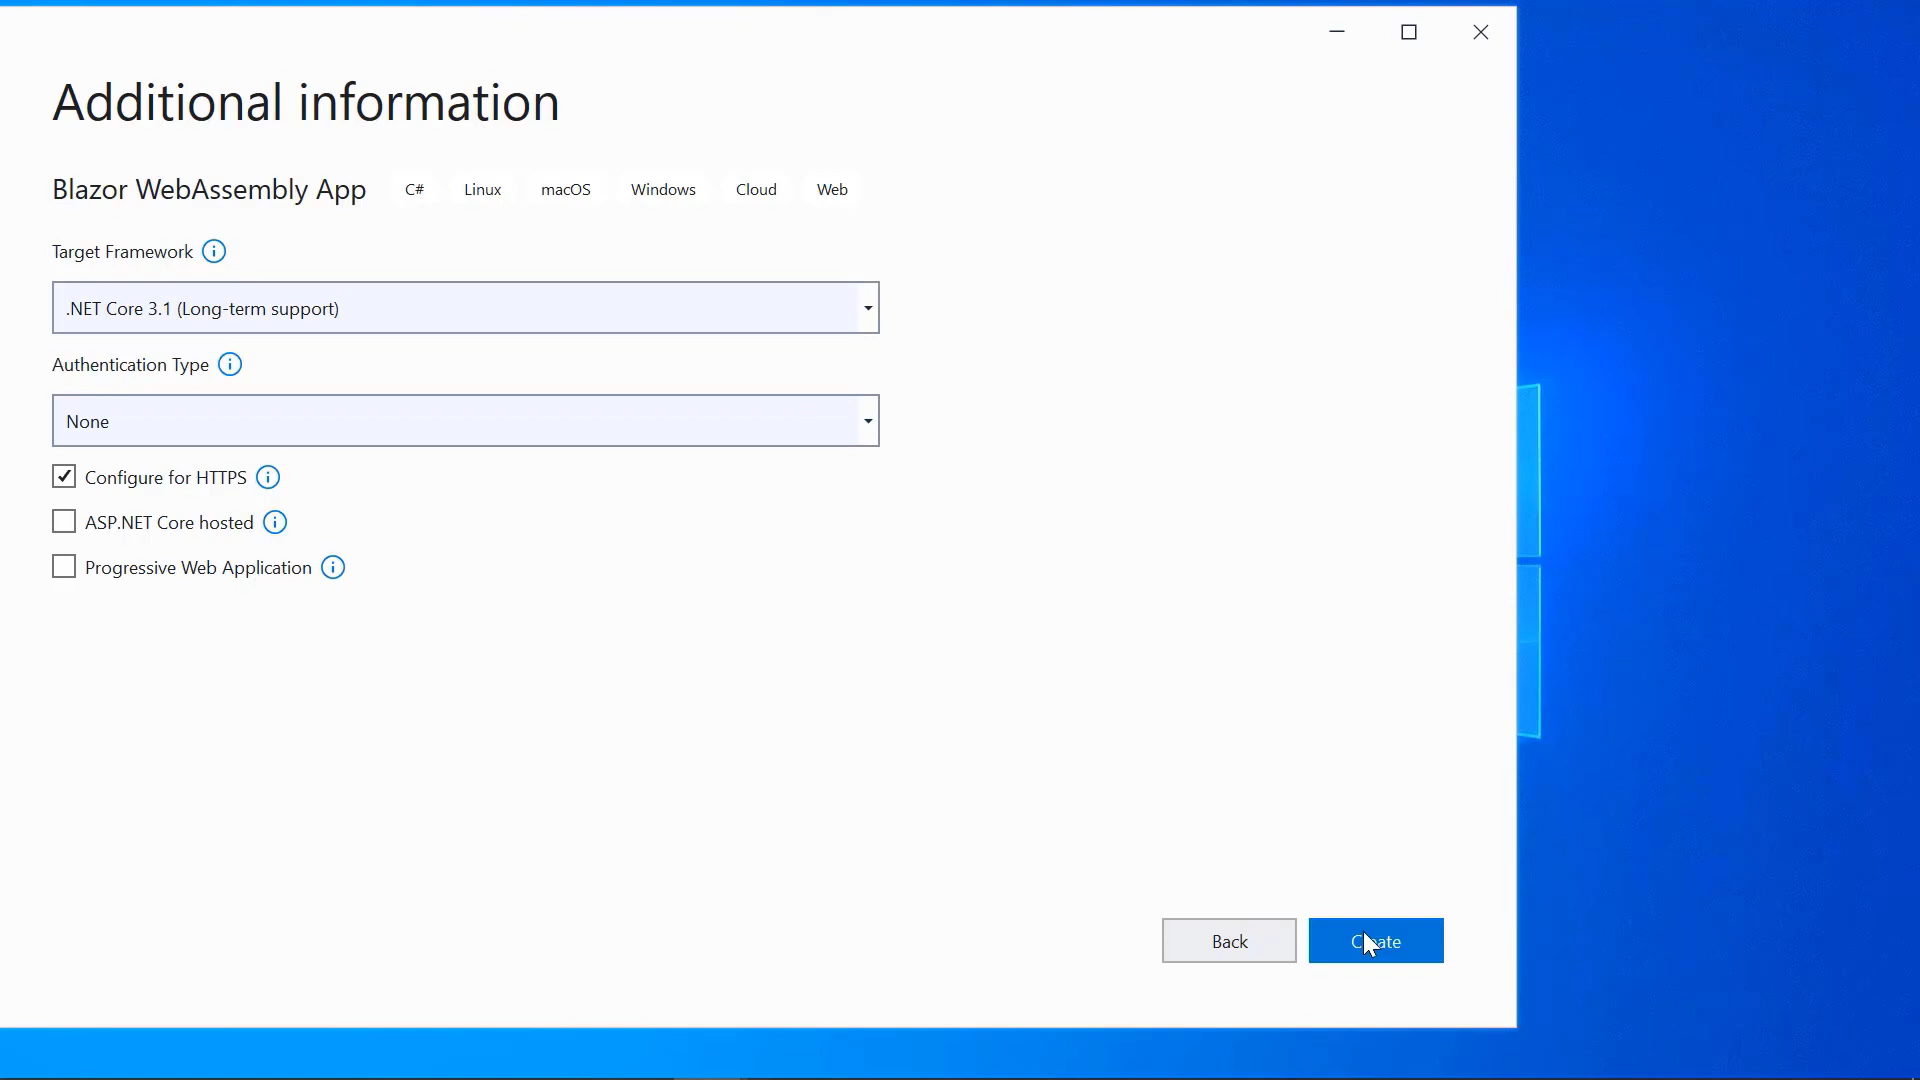 Additional information
Blazor WebAssembly App C# Linux macOS Windows Cloud Web
Target Framework
.NET Core 3.1 (Long-term support)
Authentication Type
None
Configure for HTTPS
ASP.NET Core hosted
Progressive Web Application
Back Create